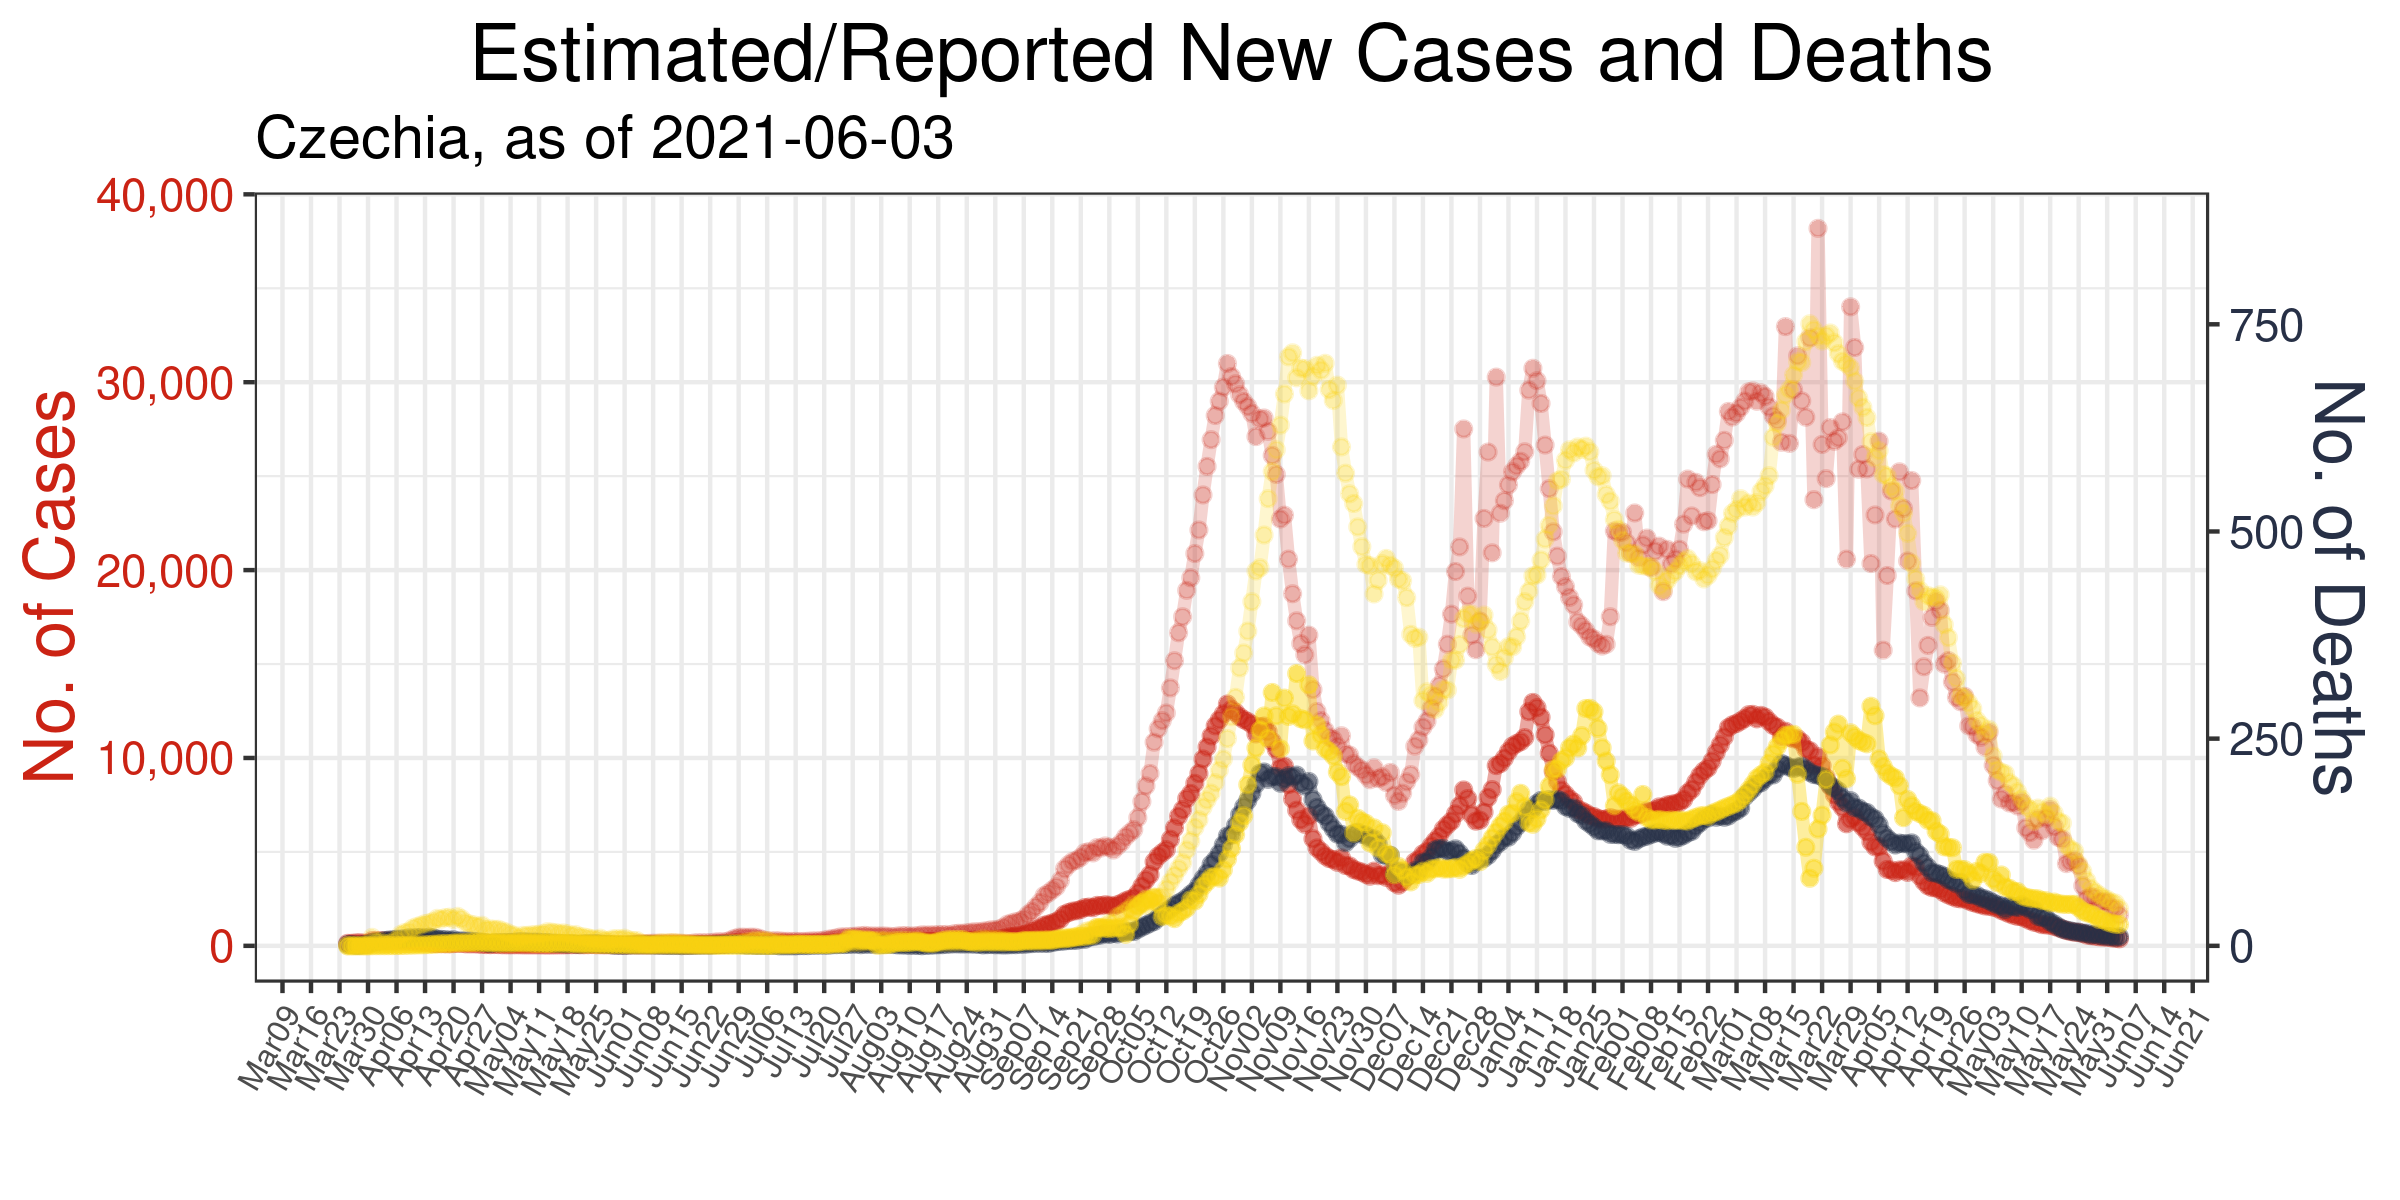 Estimated/Reported New Cases and Deaths
Czechia, as of 2021-06-03
No. of Cases
40,000
30,000
20,000
10,000
0
No. of Deaths
750
500
250
0
Mar09
Mar16
Mar23
Mar30
Apr06
Apr13
Apr20
Apr27
May04
May11
May18
May25
Jun01
Jun08
Jun15
Jun22
Jun29
Jul06
Jul13
Jul20
Jul27
Aug03
Aug10
Aug17
Aug24
Aug31
Sep07
Sep14
Sep21
Sep28
Oct05
Oct12
Oct19
Oct26
Nov02
Nov09
Nov16
Nov23
Nov30
Dec07
Dec14
Dec21
Dec28
Jan04
Jan11
Jan18
Jan25
Feb01
Feb08
Feb15
Feb22
Mar01
Mar08
Mar15
Mar22
Mar29
Apr05
Apr12
Apr19
Apr26
May03
May10
May17
May24
May31
Jun07
Jun14
Jun21